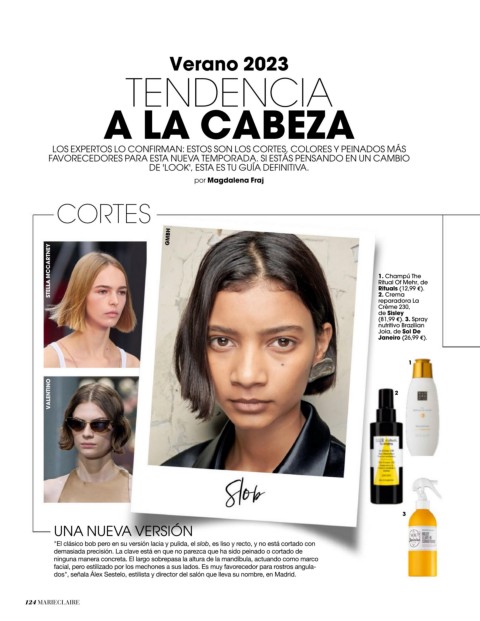 Verano 2023
TENDENCIA
A LA CABEZA
LOS EXPERTOS LO CONFIRMAN: ESTOS SON LOS CORTES, COLORES Y PEINADOS MÁS
FAVORECEDORES PARA ESTA NUEVA TEMPORADA. SI ESTÁS PENSANDO EN UN CAMBIO
DE 'LOOK', ESTA ES TU GUÍA DEFINITIVA.
por Magdalena Fraj
CORTES
STELLA MCCARTNEY
VALENTINO
GMBH
Slob
1. Champú The
Ritual Of Mehr, de
Rituals (12,99 €).
2. Crema
reparadora La
Crème 230,
de Sisley
(81,99 €). 3. Spray
nutritivo Brazilian
Joia, de Sol De
Janeiro (26,99 €).
1
2
3
UNA NUEVA VERSIÓN
"El clásico bob pero en su versión lacia y pulida, el slob, es liso y recto, y no está cortado con
demasiada precisión. La clave está en que no parezca que ha sido peinado o cortado de
ninguna manera concreta. El largo sobrepasa la altura de la mandíbula, actuando como marco
facial, pero estilizado por los mechones a sus lados. Es muy favorecedor para rostros angula-
dos", señala Álex Sestelo, estilista y director del salón que lleva su nombre, en Madrid.
124 MARIECLAIRE